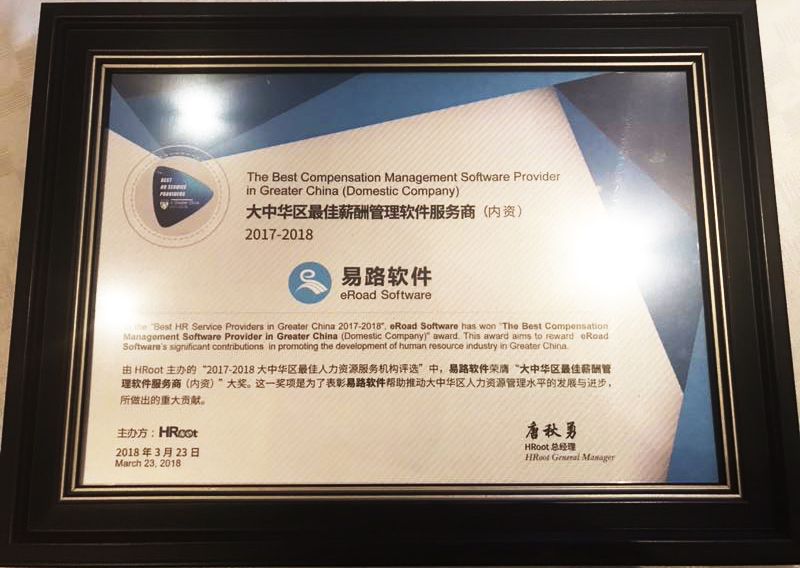 BEST
HR SERVICE
PROVIDERS
The Best Compensation Management Software Provider
in Greater China (Domestic Company)
大中华区最佳薪酬管理软件服务商（内资）
2017-2018
易路软件
eRoad Software
the "Best HR Service Providers in Greater China 2017-2018", eRoad Software has won "The Best Compensation
Management Software Provider in Greater China (Domestic Company)" award. This award aims to reward eRoad
Software's significant contributions in promoting the development of human resource industry in Greater China.
由 HRoot 主办的 “2017-2018 大中华区最佳人力资源服务机构评选” 中，易路软件荣膺 “大中华区最佳薪酬管
理软件服务商（内资）” 大奖。这一奖项是为了表彰易路软件帮助推动大中华区人力资源管理水平的发展与进步，
所做出的重大贡献。
主办方：HRoot
2018 年 3 月 23 日
March 23, 2018
唐秋勇
HRoot 总经理
HRoot General Manager